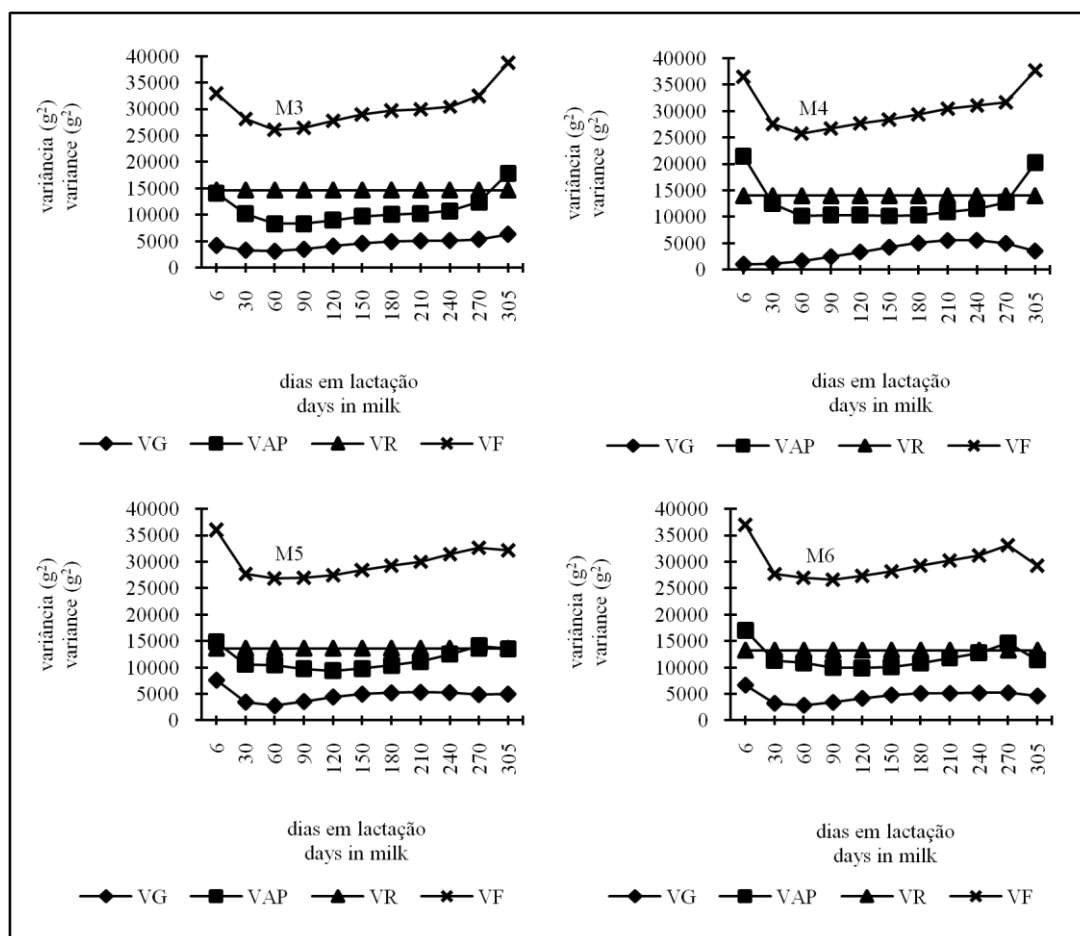 variância (g²)
variance (g²)
40000
35000
30000
25000
20000
15000
10000
5000
0
M3
6 30 60 90 120 150 180 210 240 270 305
dias em lactação
days in milk
VG VAP VR VF
variância (g²)
variance (g²)
40000
35000
30000
25000
20000
15000
10000
5000
0
M4
6 30 60 90 120 150 180 210 240 270 305
dias em lactação
days in milk
VG VAP VR VF
variância (g²)
variance (g²)
40000
35000
30000
25000
20000
15000
10000
5000
0
M5
6 30 60 90 120 150 180 210 240 270 305
dias em lactação
days in milk
VG VAP VR VF
variância (g²)
variance (g²)
40000
35000
30000
25000
20000
15000
10000
5000
0
M6
6 30 60 90 120 150 180 210 240 270 305
dias em lactação
days in milk
VG VAP VR VF